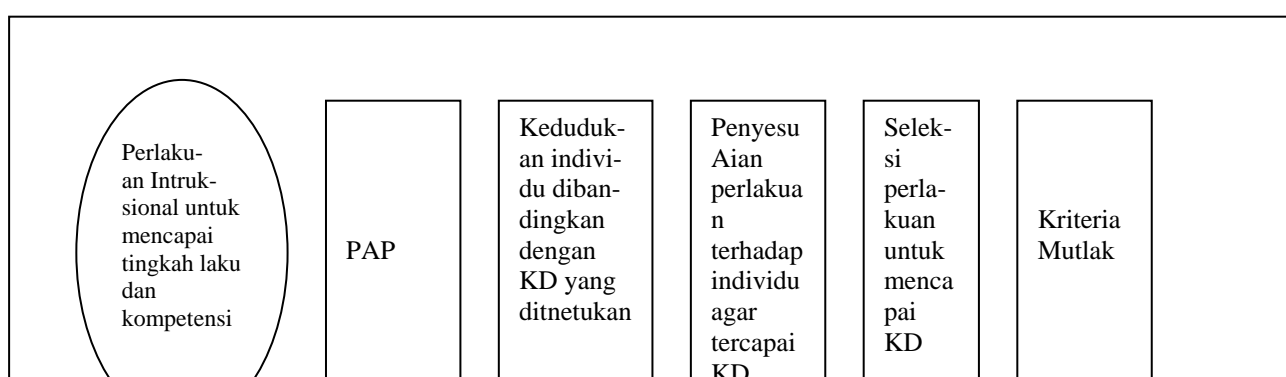 Perlaku-
an Intruk-
sional untuk
mencapai
tingkah laku
dan
kompetensi
PAP
Keduduk-
an indivi-
du diban-
dingkan
dengan
KD yang
ditnetukan
Penyesu
Aian
perlakua
n
terhadap
individu
agar
tercapai
KD
Selek-
si
perla-
kuan
untuk
menca
pai
KD
Kriteria
Mutlak